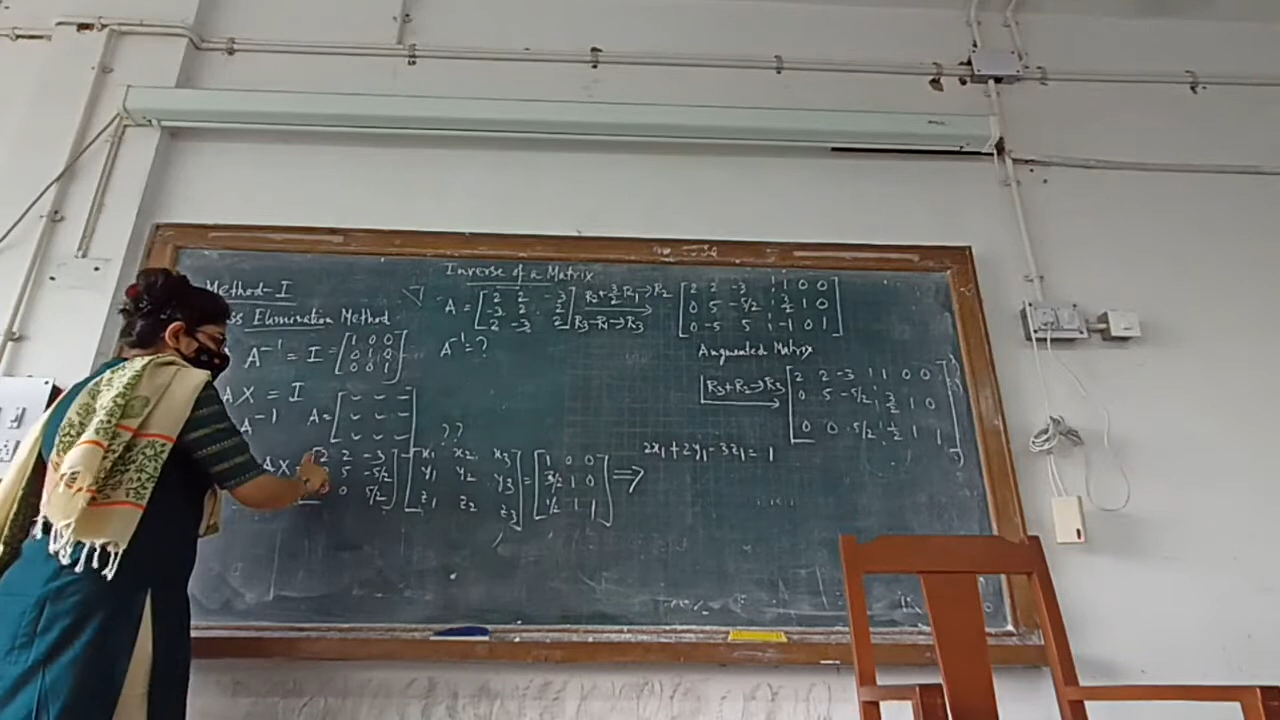 Inverse of a Matrix
Method-I
ss Elimination Method
A⁻¹ = I = [1 0 0
0 1 0
0 0 1]
AX = I
A⁻¹ A = [
A = [2 2 -3
-3 2 2
2 -3 2]
A⁻¹ = ?
R2 + 3/2 R1 → R2
R3 - R1 → R3
[2 2 -3 ¦ 1 0 0
0 5 -5/2 ¦ 3/2 1 0
0 -5 5 ¦ -1 0 1]
Augmented Matrix
R3 + R2 → R3
[2 2 -3 ¦ 1 0 0
0 5 -5/2 ¦ 3/2 1 0
0 0 5/2 ¦ 1/2 1 1]
??
AX
[2 2 -3] [x1 x2 x3] = [1 0 0] ⟹ 2x1 + 2y1 - 3z1 = 1
5 -5/2] [y1 y2 y3] [3/2 1 0]
0 5/2] [z1 z2 z3] [1/2 1 1]